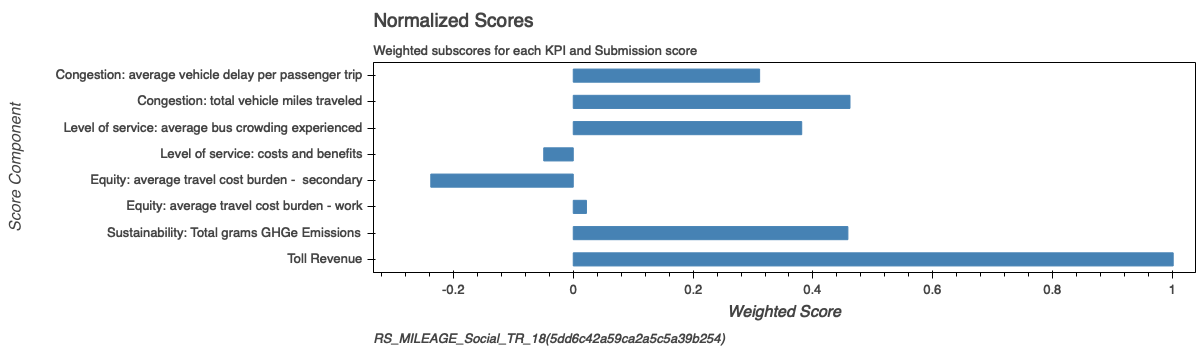 Normalized Scores
Weighted subscores for each KPI and Submission score
Score Component
Congestion: average vehicle delay per passenger trip
Congestion: total vehicle miles traveled
Level of service: average bus crowding experienced
Level of service: costs and benefits
Equity: average travel cost burden -  secondary
Equity: average travel cost burden - work
Sustainability: Total grams GHGe Emissions
Toll Revenue
-0.2 0 0.2 0.4 0.6 0.8 1
Weighted Score
RS_MILEAGE_Social_TR_18(5dd6c42a59ca2a5c5a39b254)